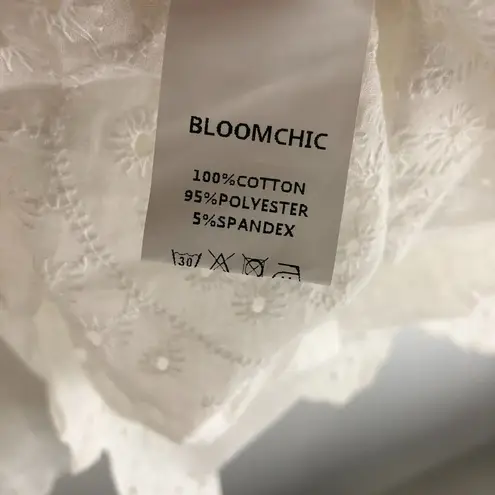 BLOOMCHIC
100%COTTON
95%POLYESTER
5%SPANDEX
30